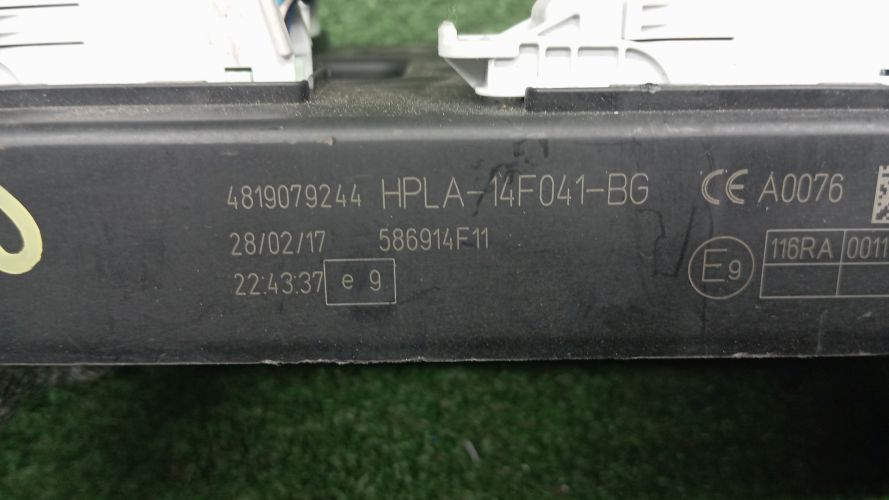 4819079244 HPLA-14F041-BG CE A0076
28/02/17 586914F11
22:43:37 e 9 E9 116RA 0011